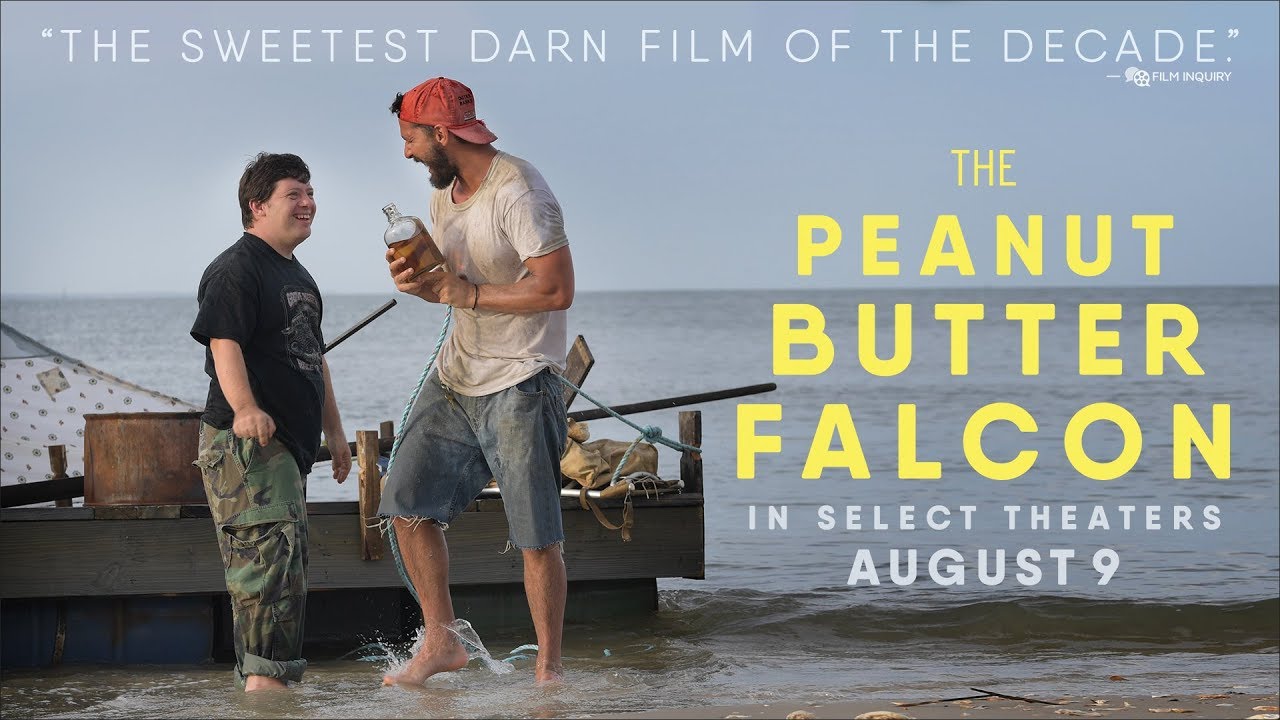 “THE SWEETEST DARN FILM OF THE DECADE.”
— FILM INQUIRY
THE
PEANUT
BUTTER
FALCON
IN SELECT THEATERS
AUGUST 9